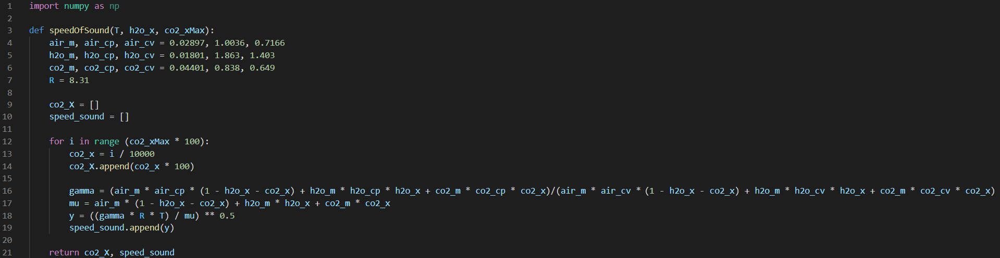 1 import numpy as np
2
3 def speedOfSound(T, h2o_x, co2_xMax):
4     air_m, air_cp, air_cv = 0.02897, 1.0036, 0.7166
5     h2o_m, h2o_cp, h2o_cv = 0.01801, 1.863, 1.403
6     co2_m, co2_cp, co2_cv = 0.04401, 0.838, 0.649
7     R = 8.31
8
9     co2_X = []
10     speed_sound = []
11
12     for i in range (co2_xMax * 100):
13         co2_x = i / 10000
14         co2_X.append(co2_x * 100)
15
16         gamma = (air_m * air_cp * (1 - h2o_x - co2_x) + h2o_m * h2o_cp * h2o_x + co2_m * co2_cp * co2_x)/(air_m * air_cv * (1 - h2o_x - co2_x) + h2o_m * h2o_cv * h2o_x + co2_m * co2_cv * co2_x)
17         mu = air_m * (1 - h2o_x - co2_x) + h2o_m * h2o_x + co2_m * co2_x
18         y = ((gamma * R * T) / mu) ** 0.5
19         speed_sound.append(y)
20
21     return co2_X, speed_sound